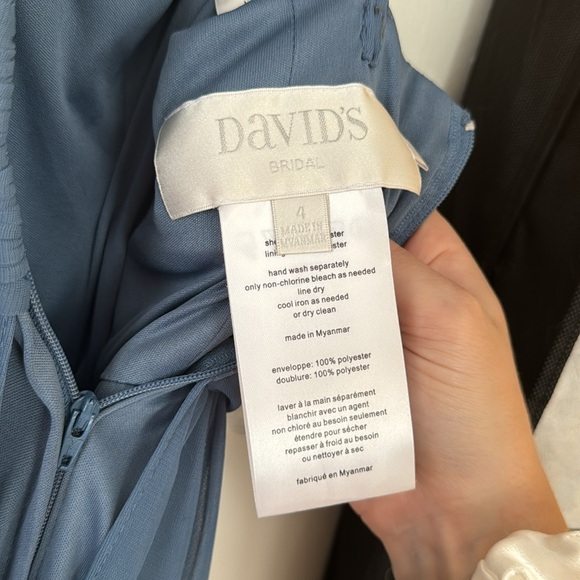 DaVID'S
BRIDAL
4
MADE IN
MYANMAR
hand wash separately
only non-chlorine bleach as needed
line dry
cool iron as needed
or dry clean
made in Myanmar
enveloppe: 100% polyester
doublure: 100% polyester
laver à la main séparément
blanchir avec un agent
non chloré au besoin seulement
étendre pour sécher
repasser à froid au besoin
ou nettoyer à sec
fabriqué en Myanmar